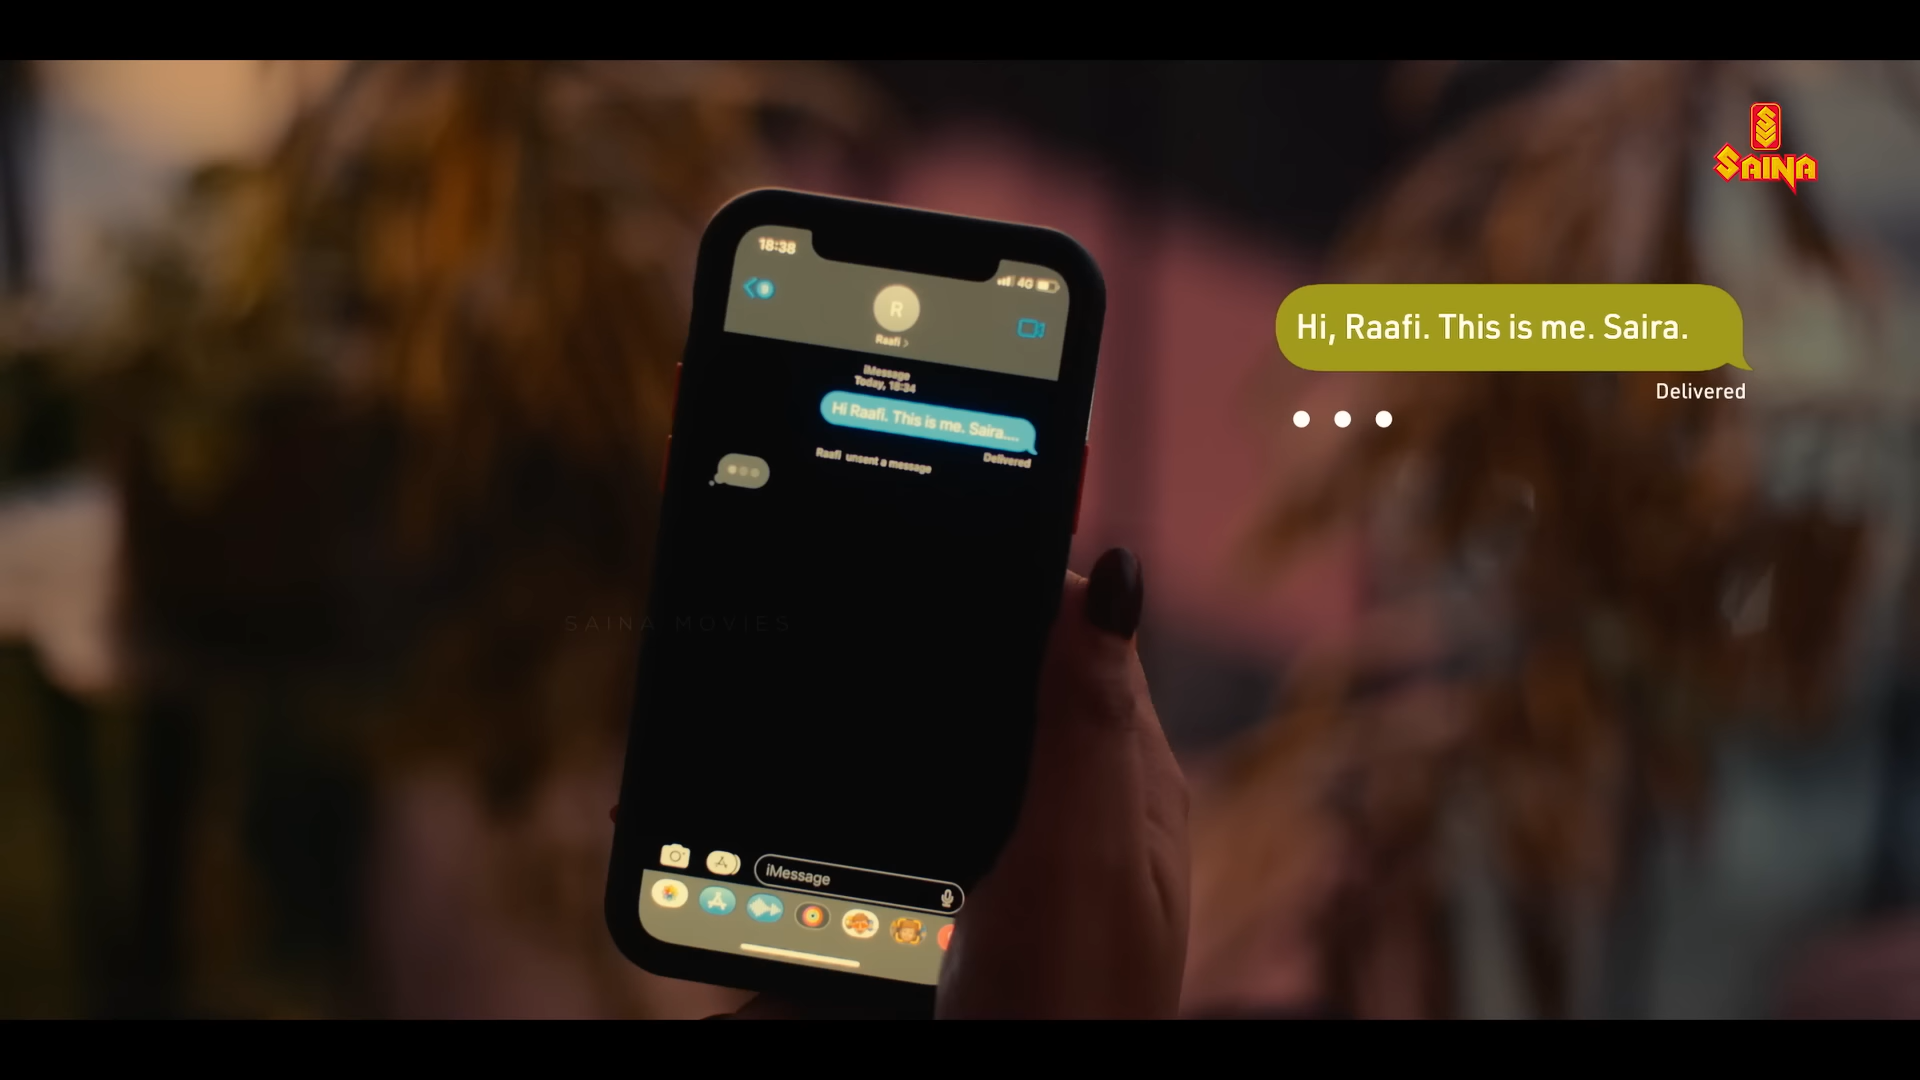 18:38
4G
9
R
Raafi >
iMessage
Today, 18:34
Hi Raafi. This is me. Saira....
Delivered
Raafi unsent a message
iMessage
SAINA MOVIES
S
SAINA
Hi, Raafi. This is me. Saira.
Delivered